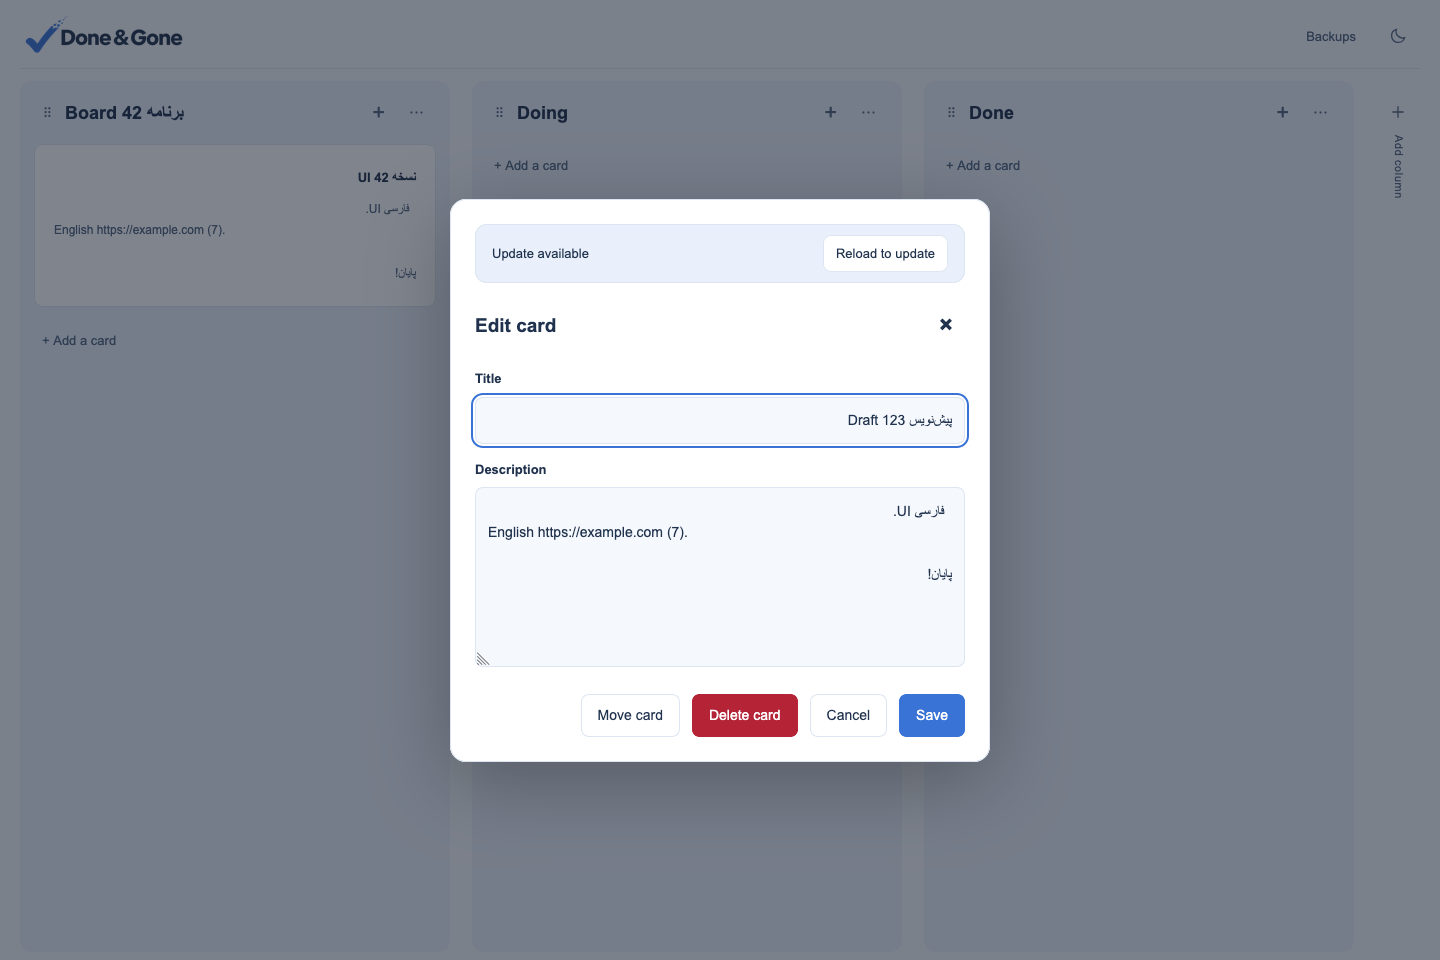 Done & Gone
Backups
Board 42 برنامه
نسخه UI 42
فارسی UI.
English https://example.com (7).
پایان!
+ Add a card
Doing
+ Add a card
Done
+ Add a card
Add column
Update available
Reload to update
Edit card
Title
پیش‌نویس Draft 123
Description
فارسی UI.
English https://example.com (7).
پایان!
Move card
Delete card
Cancel
Save